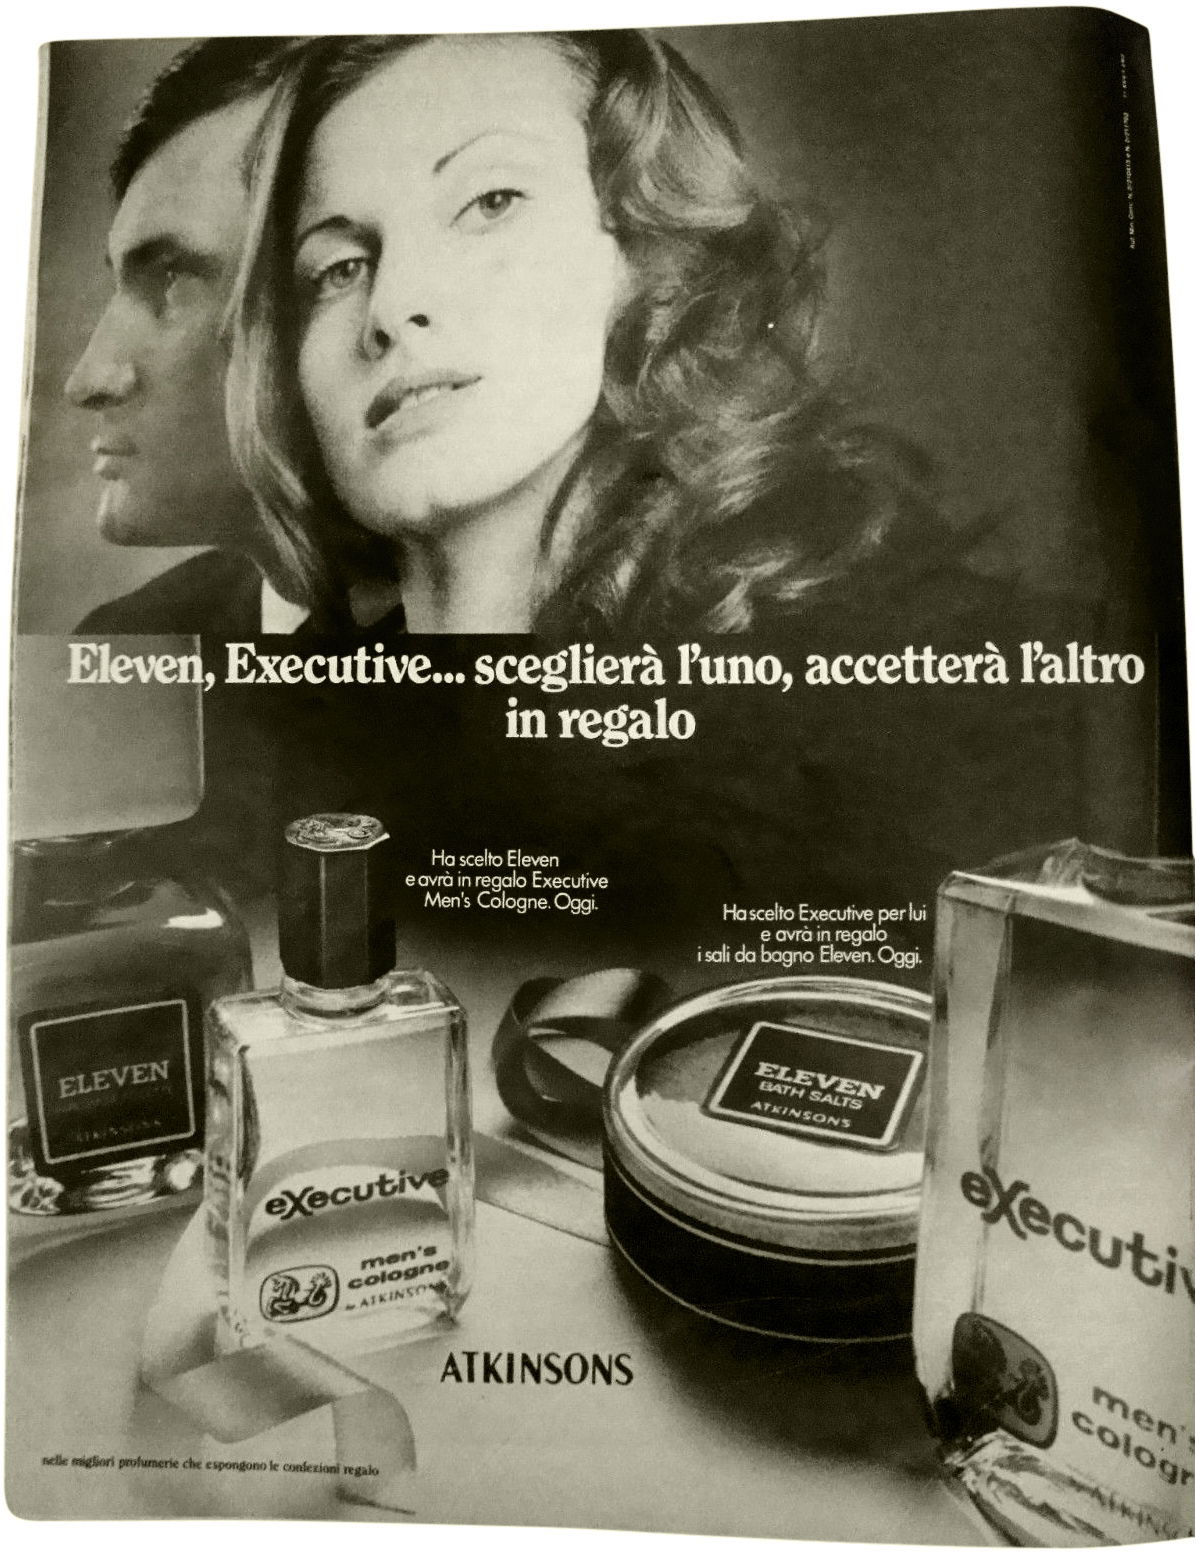 Eleven, Executive... sceglierà l'uno, accetterà l'altro
in regalo
Ha scelto Eleven
e avrà in regalo Executive
Men's Cologne. Oggi.
Ha scelto Executive per lui
e avrà in regalo
i sali da bagno Eleven. Oggi.
ELEVEN
ATKINSONS
eXecutive
men's
cologne
ATKINSONS
ELEVEN
BATH SALTS
ATKINSONS
eXecutiv
men's
cologn
ATKINSONS
nelle migliori profumerie che espongono le confezioni regalo